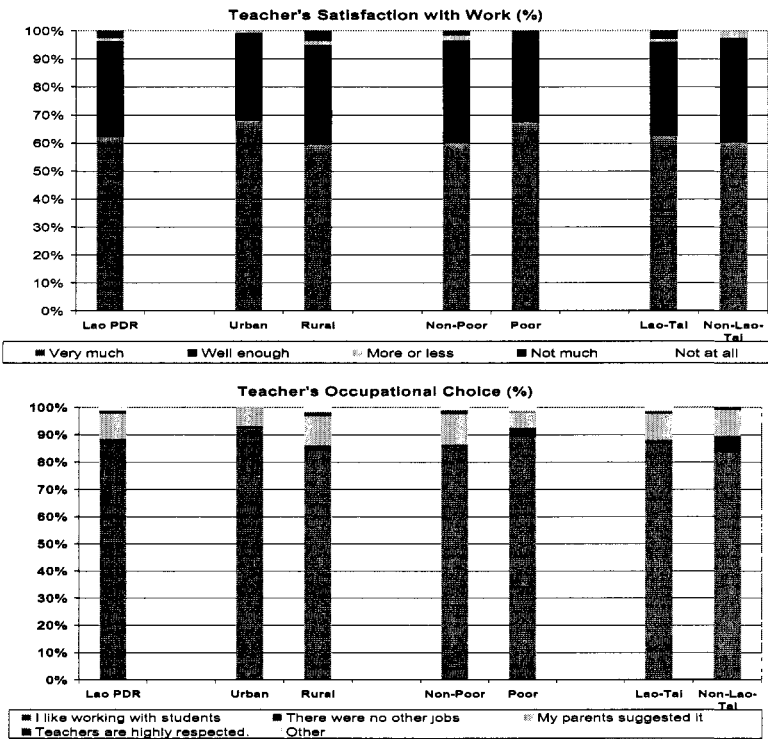 Teacher's Satisfaction with Work (%)
100%
90%
80%
70%
60%
50%
40%
30%
20%
10%
0%
Lao PDR Urban Rural Non-Poor Poor Lao-Tai Non-Lao-
Tai
Very much Well enough More or less Not much Not at all
Teacher's Occupational Choice (%)
100%
90%
80%
70%
60%
50%
40%
30%
20%
10%
0%
Lao PDR Urban Rural Non-Poor Poor Lao-Tai Non-Lao-
Tai
I like working with students There were no other jobs My parents suggested it
Teachers are highly respected. Other